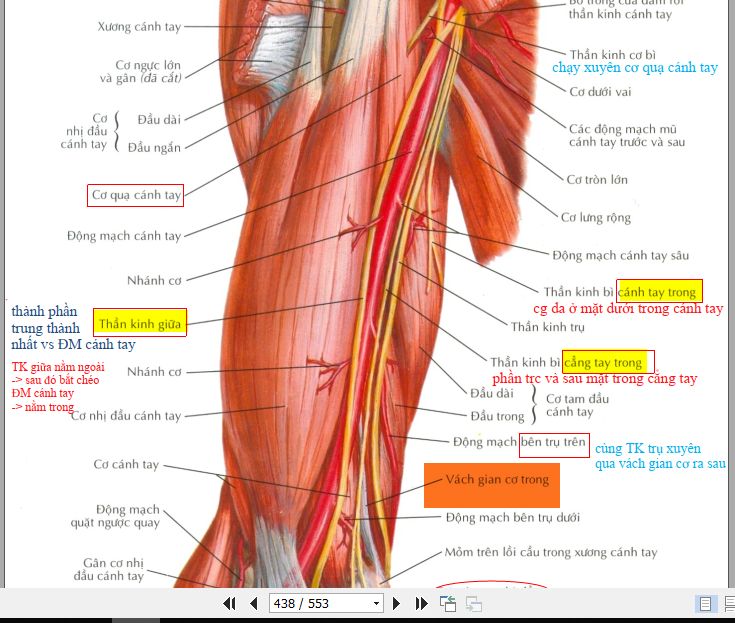 Xương cánh tay
thần kinh cánh tay
Cơ ngực lớn
và gân (đã cắt)
Thần kinh cơ bì
chạy xuyên cơ quạ cánh tay
Cơ dưới vai
Cơ
nhị đầu
cánh tay
Đầu dài
Đầu ngắn
Các động mạch mũ
cánh tay trước và sau
Cơ tròn lớn
Cơ quạ cánh tay
Cơ lưng rộng
Động mạch cánh tay
Động mạch cánh tay sâu
Nhánh cơ
Thần kinh bì cánh tay trong
cg da ở mặt dưới trong cánh tay
thành phần
trung thành
nhất vs ĐM cánh tay
Thần kinh giữa
Thần kinh trụ
TK giữa nằm ngoài
-> sau đó bắt chéo
ĐM cánh tay
-> nằm trong
Thần kinh bì cẳng tay trong
phần trc và sau mặt trong cẳng tay
Nhánh cơ
Đầu dài
Đầu trong
Cơ tam đầu
cánh tay
Cơ nhị đầu cánh tay
Động mạch bên trụ trên
cùng TK trụ xuyên
qua vách gian cơ ra sau
Cơ cánh tay
Vách gian cơ trong
Động mạch
quặt ngược quay
Động mạch bên trụ dưới
Gân cơ nhị
đầu cánh tay
Mỏm trên lồi cầu trong xương cánh tay
438 / 553